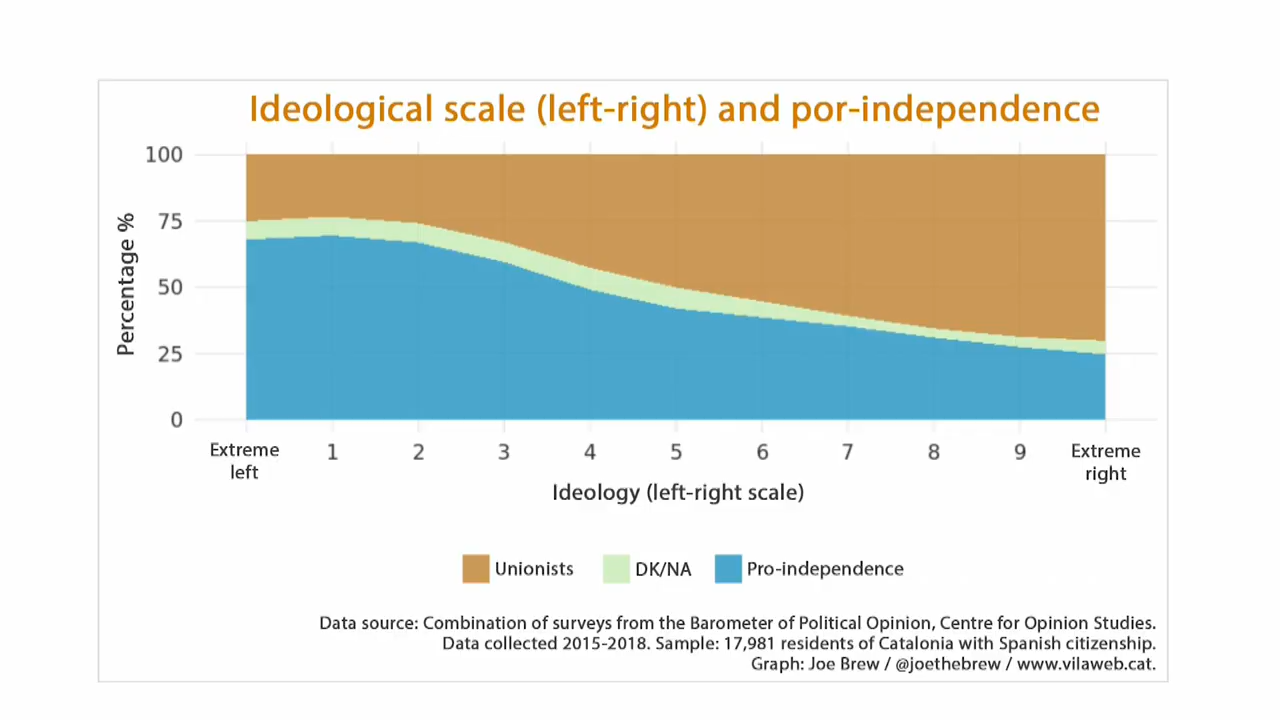 Ideological scale (left-right) and por-independence
100
75
50
25
0
Percentage %
Extreme left
1
2
3
4
5
6
7
8
9
Extreme right
Ideology (left-right scale)
Unionists
DK/NA
Pro-independence
Data source: Combination of surveys from the Barometer of Political Opinion, Centre for Opinion Studies.
Data collected 2015-2018. Sample: 17,981 residents of Catalonia with Spanish citizenship.
Graph: Joe Brew / @joethebrew / www.vilaweb.cat.